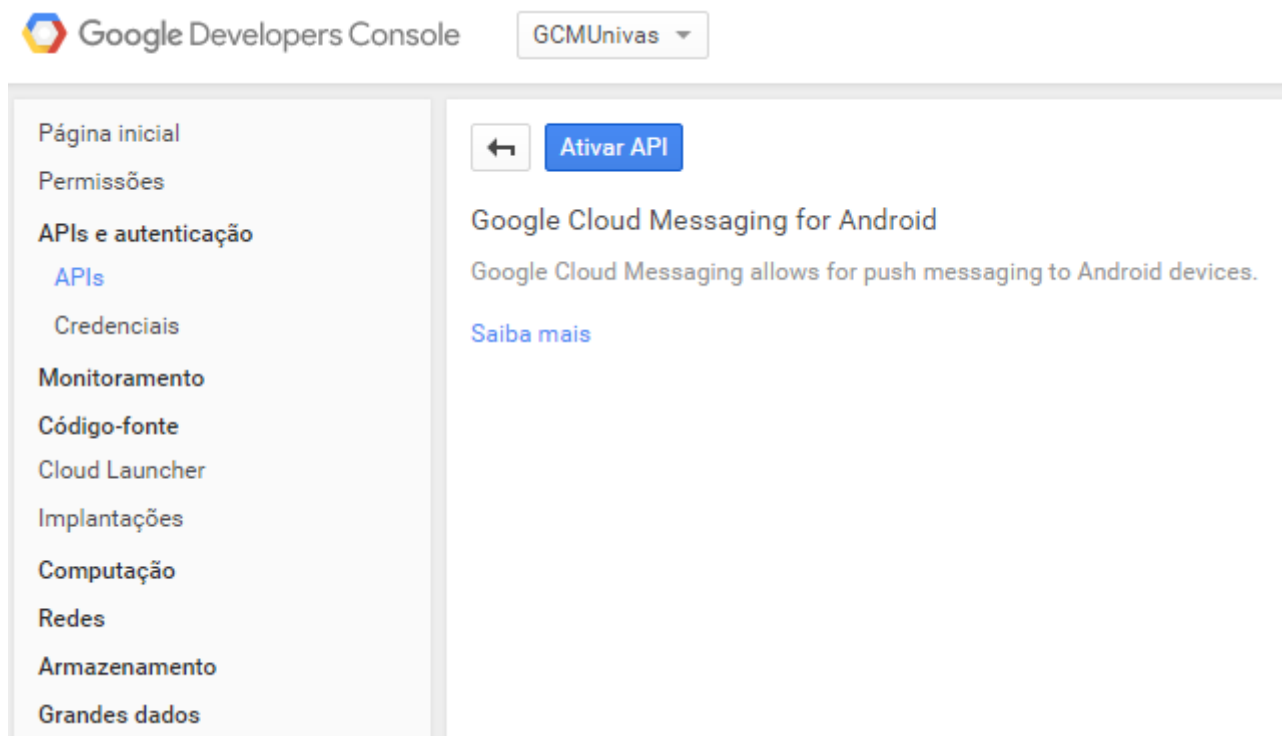 Google Developers Console
GCMUnivas
Página inicial
Permissões
APIs e autenticação
APIs
Credenciais
Monitoramento
Código-fonte
Cloud Launcher
Implantações
Computação
Redes
Armazenamento
Grandes dados
Ativar API
Google Cloud Messaging for Android
Google Cloud Messaging allows for push messaging to Android devices.
Saiba mais